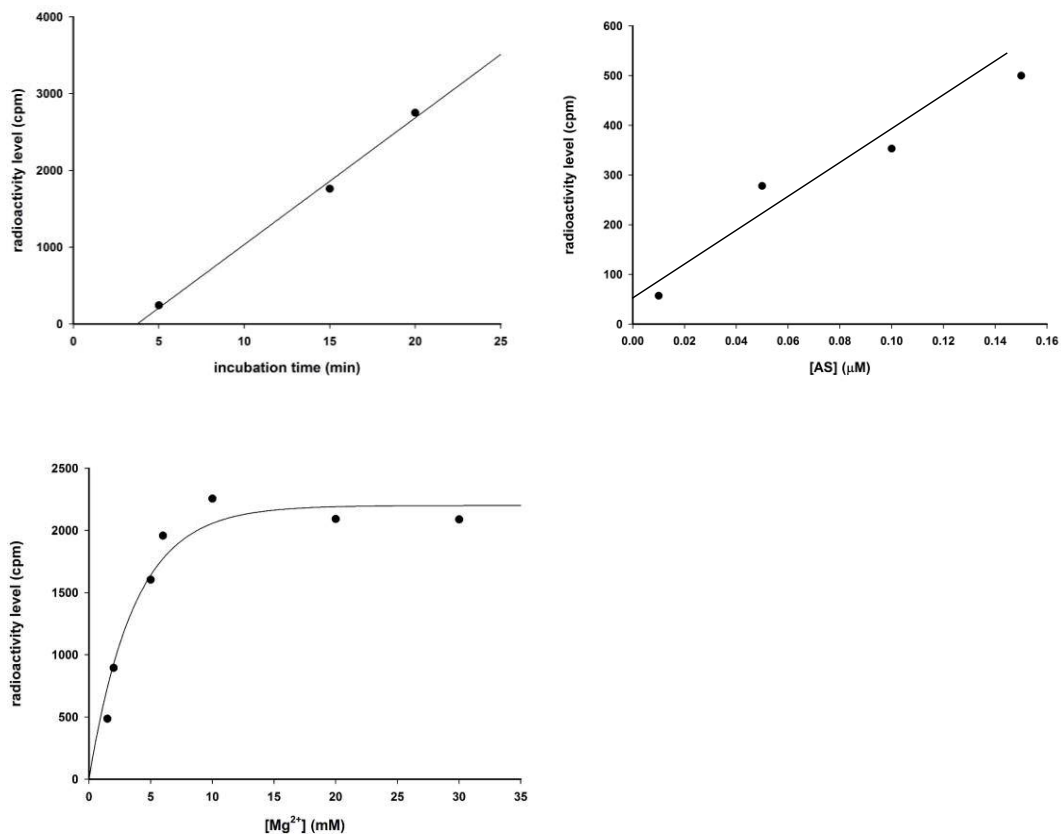 radioactivity level (cpm)
4000
3000
2000
1000
0
0 5 10 15 20 25
incubation time (min)
radioactivity level (cpm)
600
500
400
300
200
100
0
0.00 0.02 0.04 0.06 0.08 0.10 0.12 0.14 0.16
[AS] (μM)
radioactivity level (cpm)
2500
2000
1500
1000
500
0
0 5 10 15 20 25 30 35
[Mg²⁺] (mM)